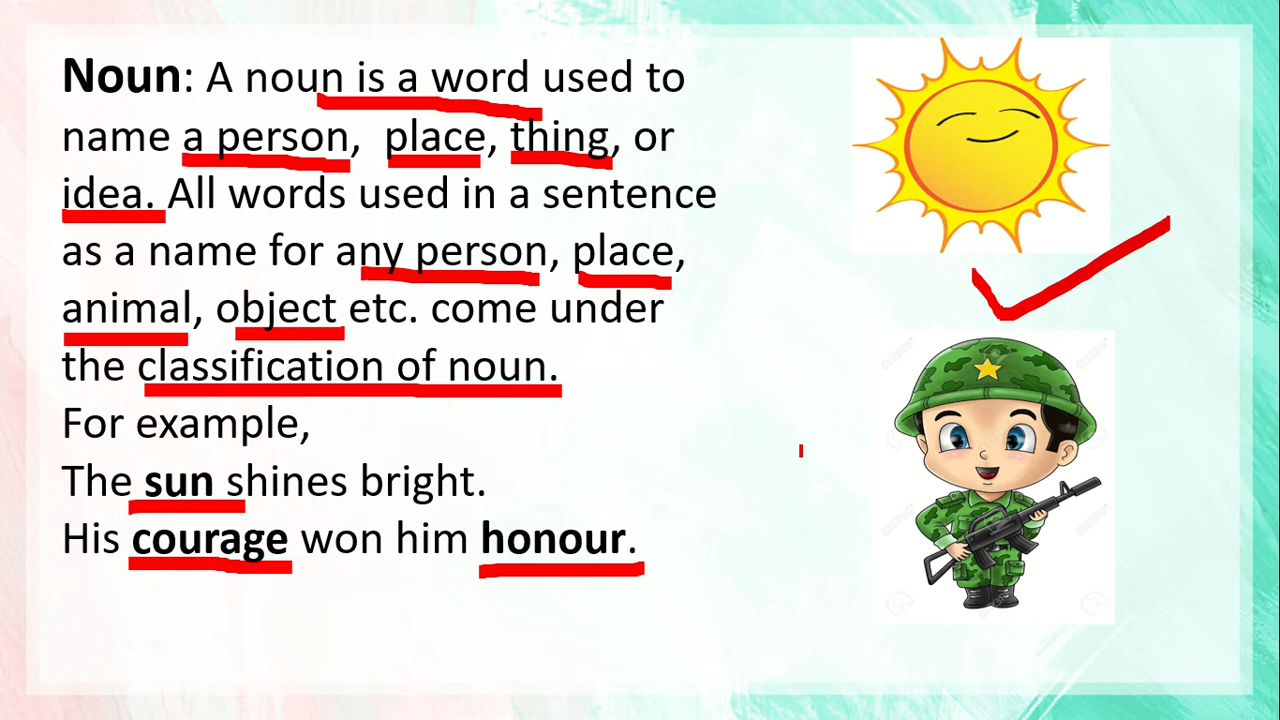 Noun: A noun is a word used to
name a person, place, thing, or
idea. All words used in a sentence
as a name for any person, place,
animal, object etc. come under
the classification of noun.
For example,
The sun shines bright.
His courage won him honour.